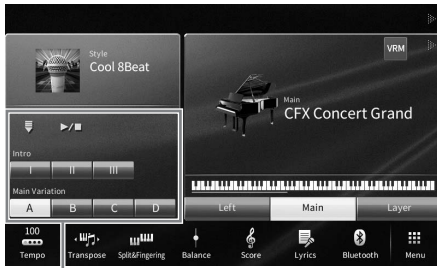 Style
Cool 8Beat
VRM
Main
CFX Concert Grand
Intro
I II III
Main Variation
A B C D
Left Main Layer
100
Tempo Transpose Split&Fingering Balance Score Lyrics Bluetooth Menu